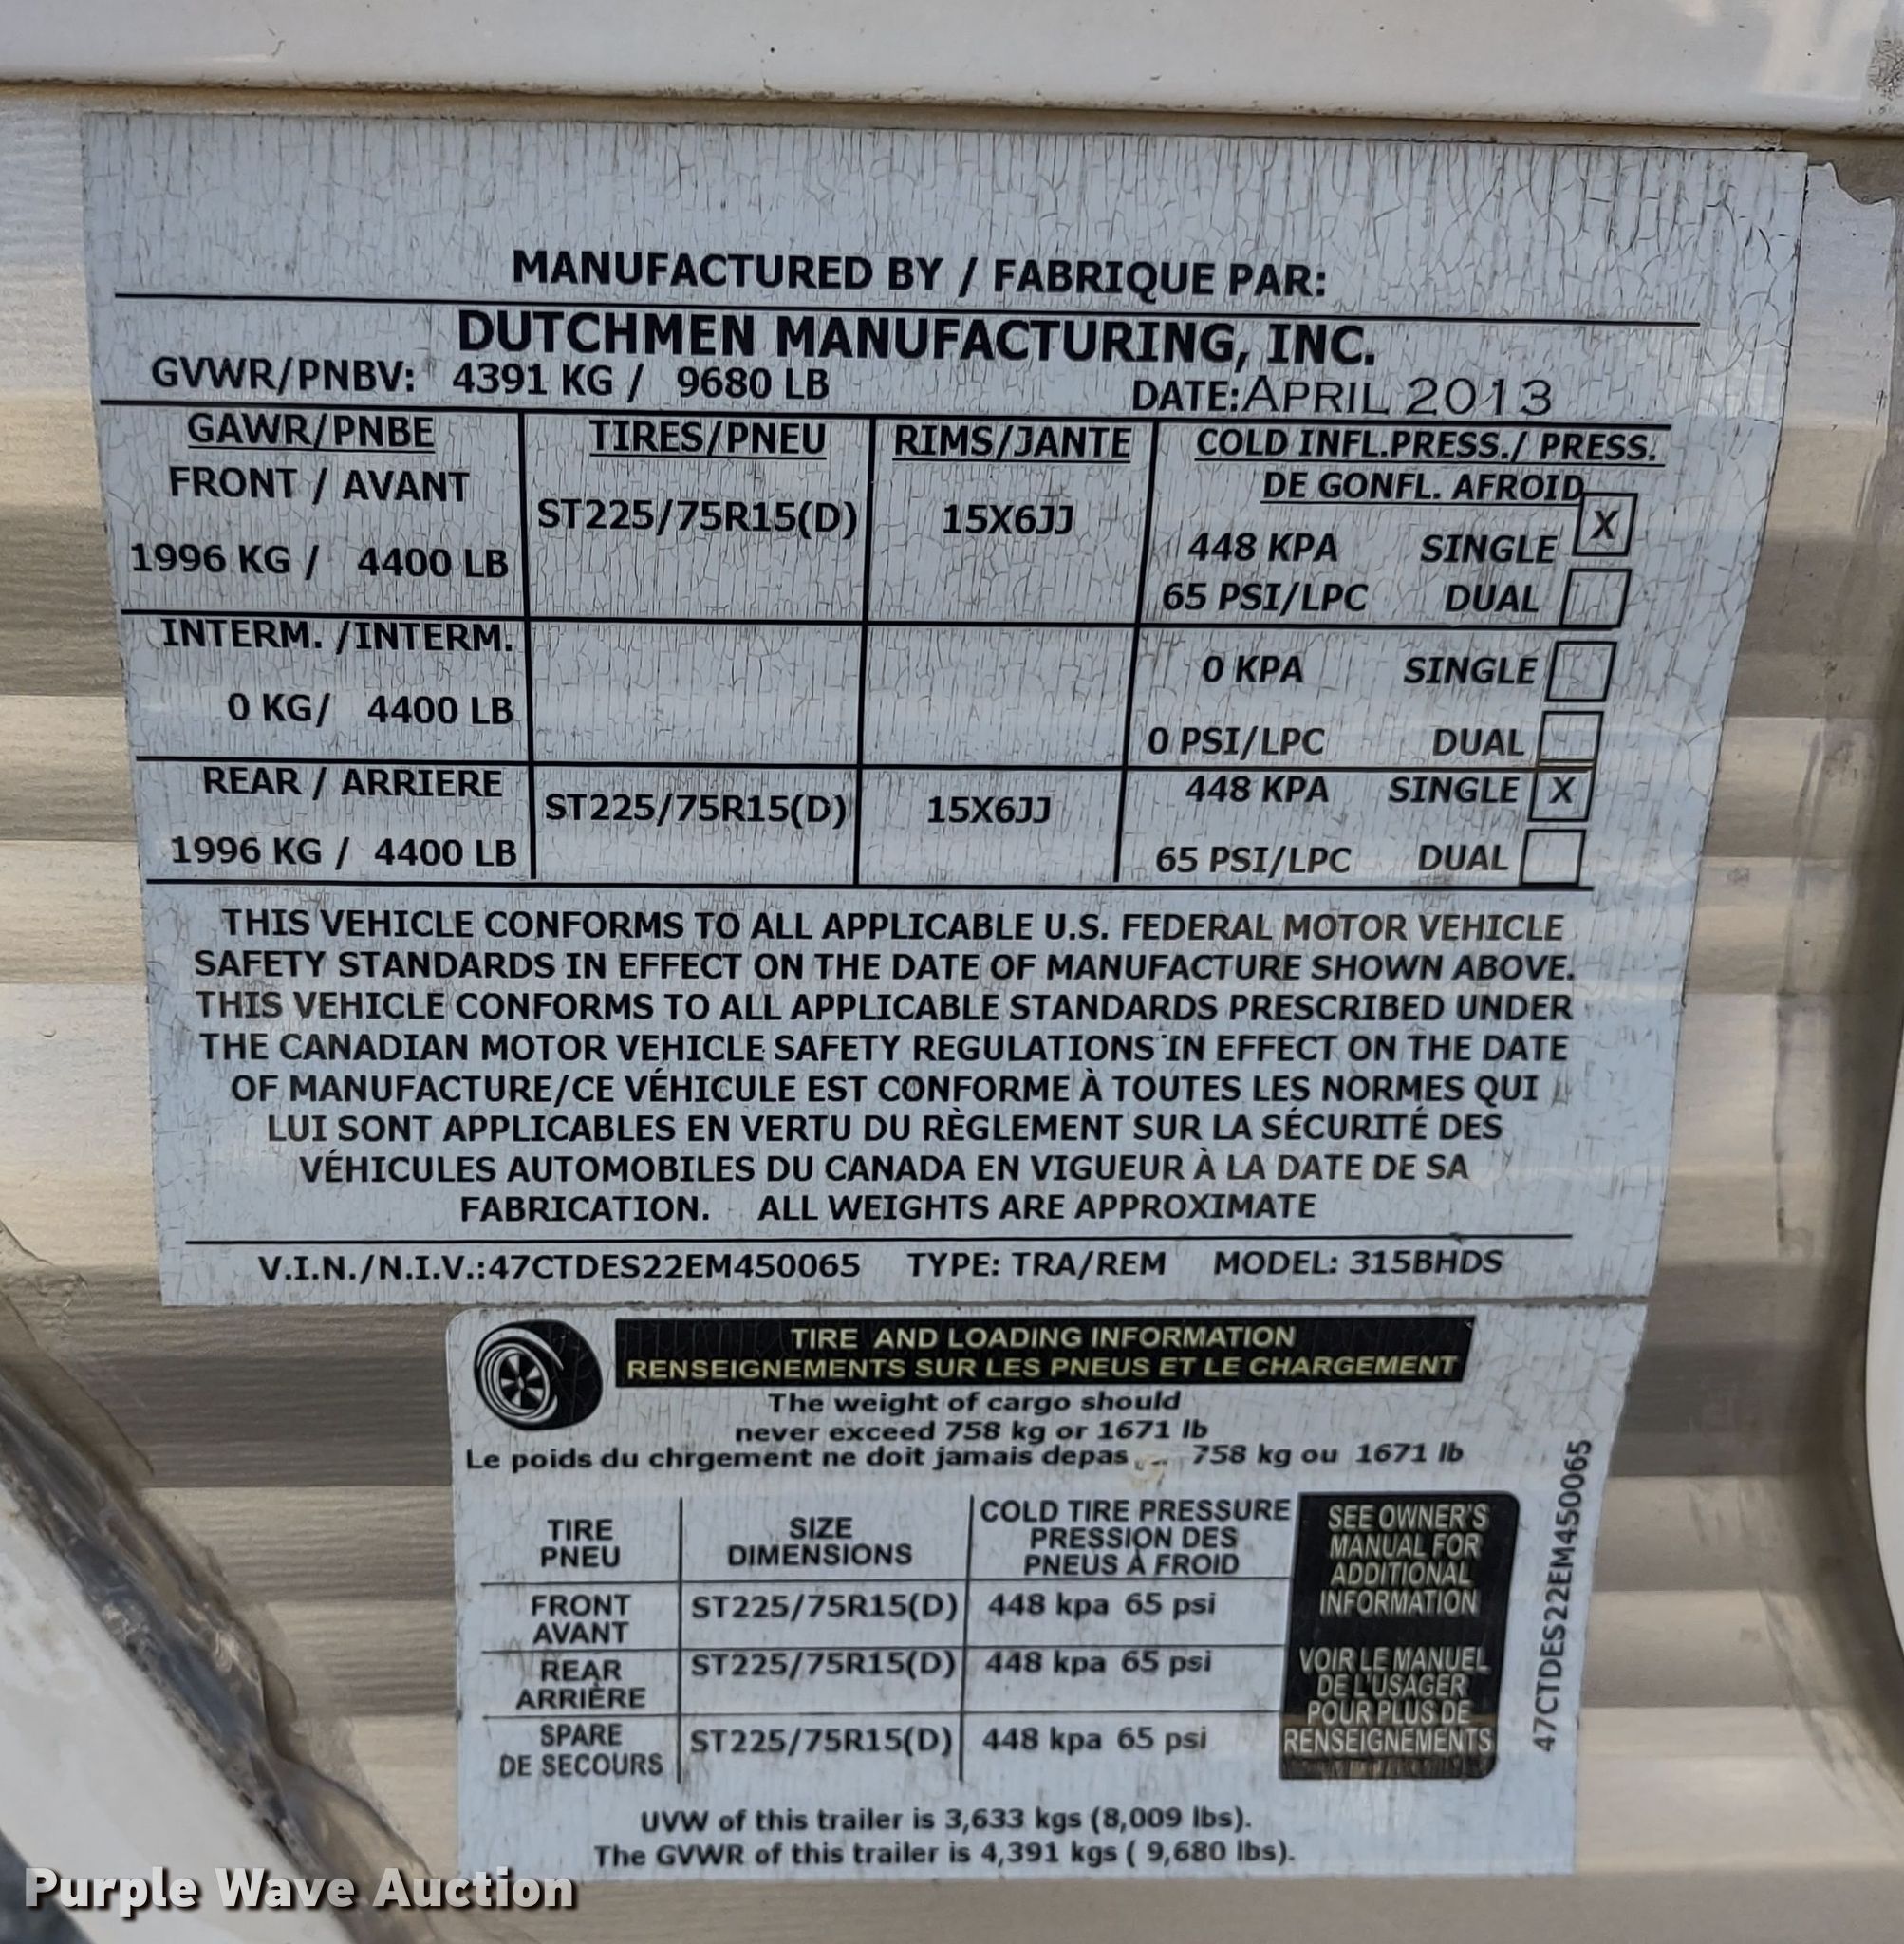 MANUFACTURED BY / FABRIQUE PAR:
DUTCHMEN MANUFACTURING, INC.
GVWR/PNBV: 4391 KG / 9680 LB DATE:APRIL 2013
GAWR/PNBE TIRES/PNEU RIMS/JANTE COLD INFL.PRESS./ PRESS.
DE GONFL. AFROID
FRONT / AVANT
1996 KG / 4400 LB ST225/75R15(D) 15X6JJ 448 KPA SINGLE X
65 PSI/LPC DUAL
INTERM. /INTERM.
0 KG/ 4400 LB 0 KPA SINGLE
0 PSI/LPC DUAL
REAR / ARRIERE
1996 KG / 4400 LB ST225/75R15(D) 15X6JJ 448 KPA SINGLE X
65 PSI/LPC DUAL
THIS VEHICLE CONFORMS TO ALL APPLICABLE U.S. FEDERAL MOTOR VEHICLE
SAFETY STANDARDS IN EFFECT ON THE DATE OF MANUFACTURE SHOWN ABOVE.
THIS VEHICLE CONFORMS TO ALL APPLICABLE STANDARDS PRESCRIBED UNDER
THE CANADIAN MOTOR VEHICLE SAFETY REGULATIONS IN EFFECT ON THE DATE
OF MANUFACTURE/CE VÉHICULE EST CONFORME À TOUTES LES NORMES QUI
LUI SONT APPLICABLES EN VERTU DU RÈGLEMENT SUR LA SÉCURITÉ DES
VÉHICULES AUTOMOBILES DU CANADA EN VIGUEUR À LA DATE DE SA
FABRICATION. ALL WEIGHTS ARE APPROXIMATE
V.I.N./N.I.V.:47CTDES22EM450065 TYPE: TRA/REM MODEL: 315BHDS
TIRE AND LOADING INFORMATION
RENSEIGNEMENTS SUR LES PNEUS ET LE CHARGEMENT
The weight of cargo should
never exceed 758 kg or 1671 lb
Le poids du chrgement ne doit jamais depas 758 kg ou 1671 lb
TIRE
PNEU
SIZE
DIMENSIONS
COLD TIRE PRESSURE
PRESSION DES
PNEUS À FROID
FRONT
AVANT
ST225/75R15(D) 448 kpa 65 psi
REAR
ARRIÈRE
ST225/75R15(D) 448 kpa 65 psi
SPARE
DE SECOURS
ST225/75R15(D) 448 kpa 65 psi
SEE OWNER'S
MANUAL FOR
ADDITIONAL
INFORMATION
VOIR LE MANUEL
DE L'USAGER
POUR PLUS DE
RENSEIGNEMENTS
47CTDES22EM450065
UVW of this trailer is 3,633 kgs (8,009 lbs).
The GVWR of this trailer is 4,391 kgs ( 9,680 lbs).
Purple Wave Auction